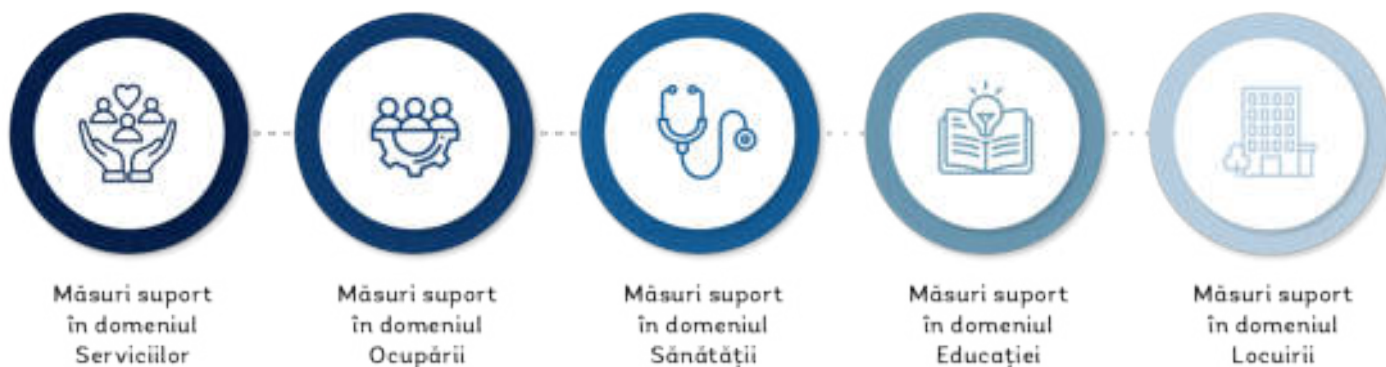 Măsuri suport
în domeniul
Serviciilor
Măsuri suport
în domeniul
Ocupării
Măsuri suport
în domeniul
Sănătății
Măsuri suport
în domeniul
Educației
Măsuri suport
în domeniul
Locuirii